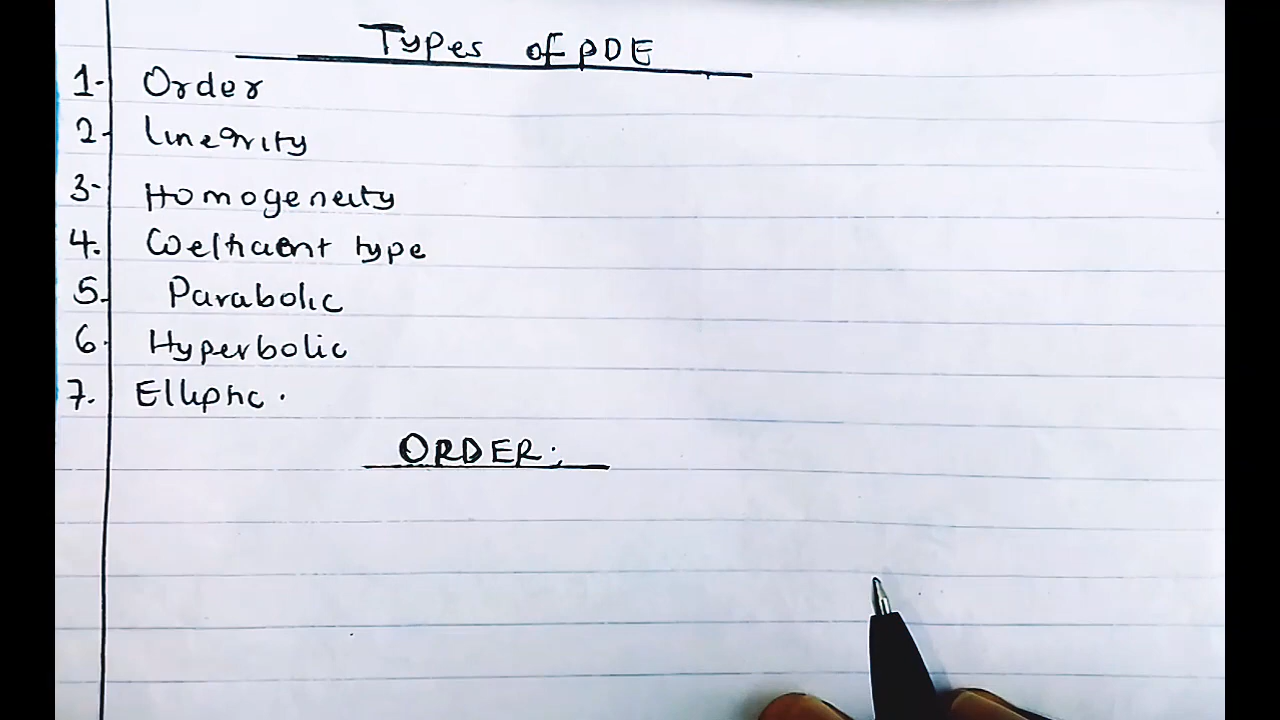 Types of PDE
1- Order
2- Linearity
3- Homogeneity
4. Coefficient type
5. Parabolic
6. Hyperbolic
7. Elliptic.
ORDER: